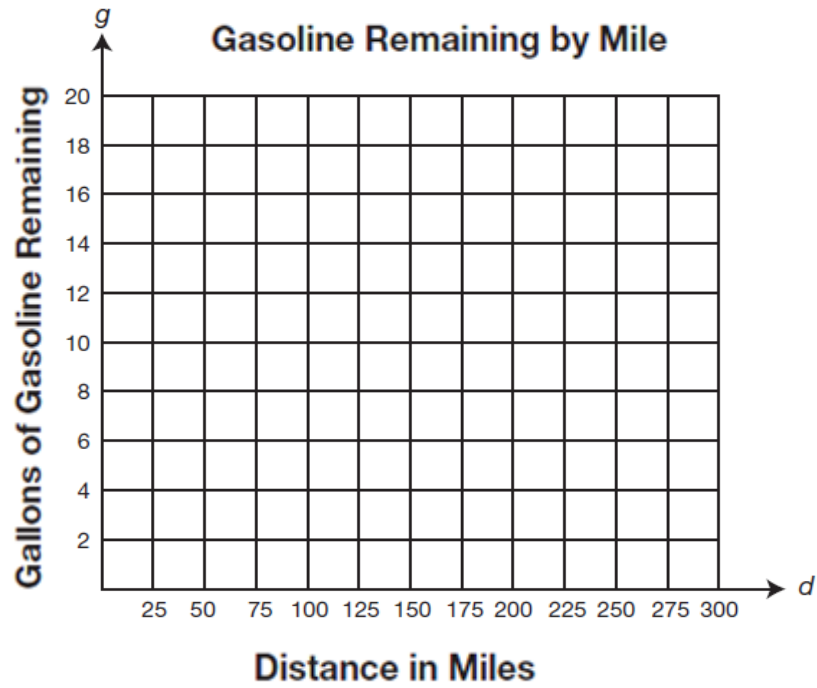 g
Gasoline Remaining by Mile
Gallons of Gasoline Remaining
20
18
16
14
12
10
8
6
4
2
25 50 75 100 125 150 175 200 225 250 275 300
d
Distance in Miles